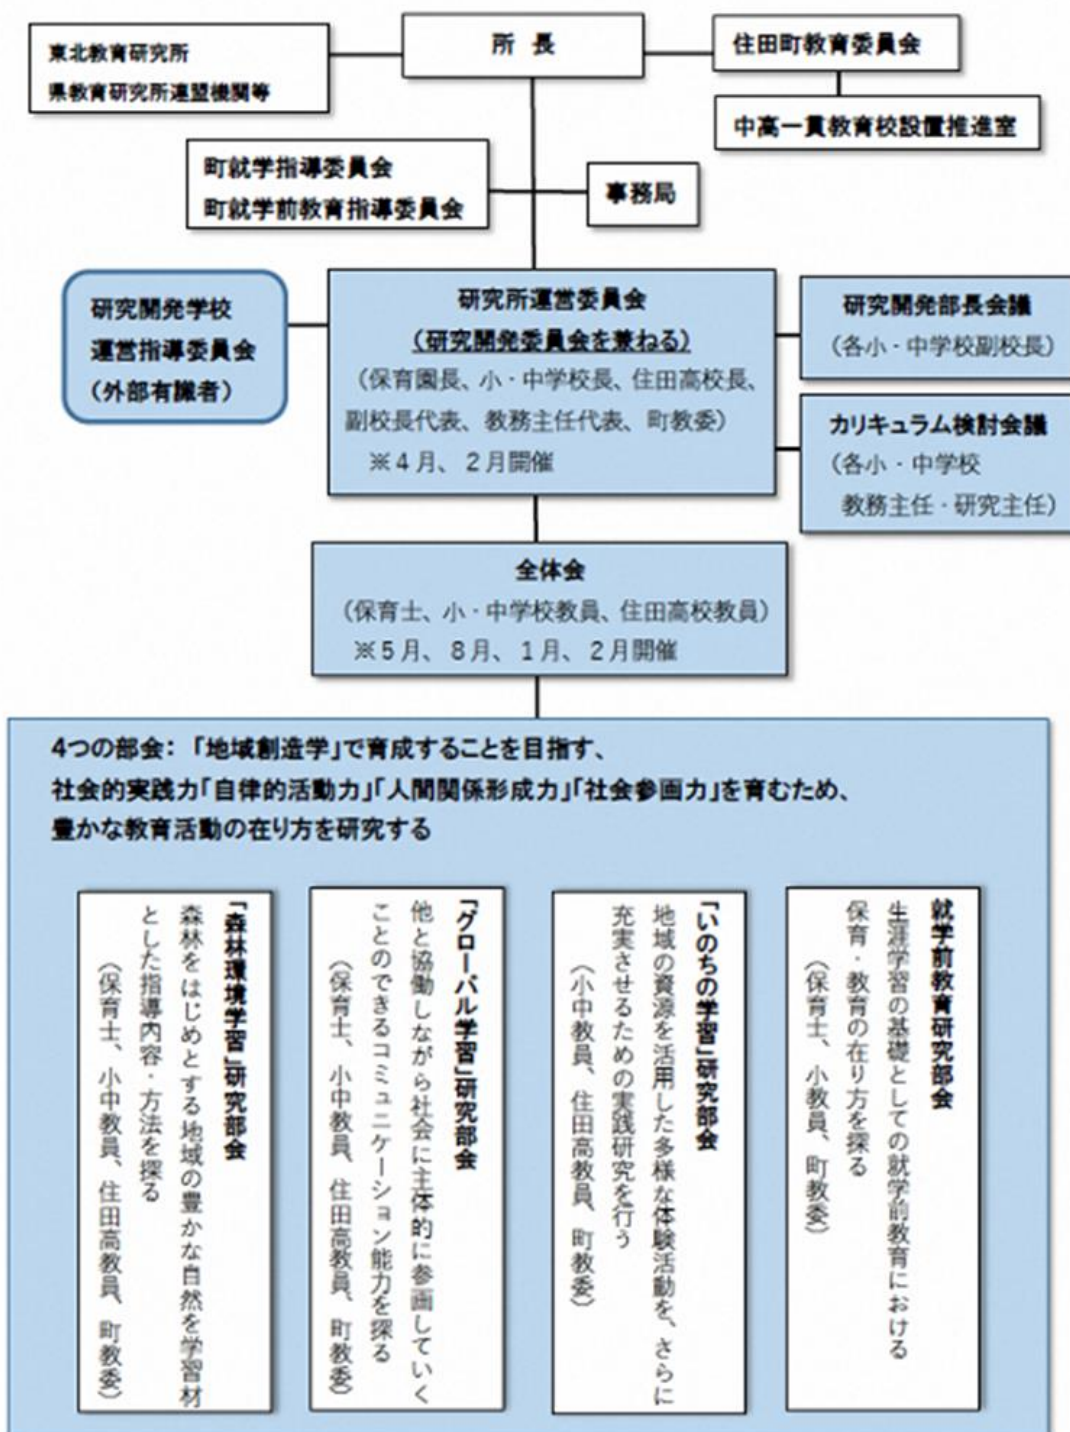 所 長
東北教育研究所
県教育研究所連盟機関等
住田町教育委員会
中高一貫教育校設置推進室
町就学指導委員会
町就学前教育指導委員会
事務局
研究開発学校
運営指導委員会
（外部有識者）
研究所運営委員会
（研究開発委員会を兼ねる）
（保育園長、小・中学校長、住田高校長、
副校長代表、教務主任代表、町教委）
※４月、２月開催
研究開発部長会議
（各小・中学校副校長）
カリキュラム検討会議
（各小・中学校
教務主任・研究主任）
全体会
（保育士、小・中学校教員、住田高校教員）
※５月、８月、１月、２月開催
4つの部会：「地域創造学」で育成することを目指す、
社会的実践力「自律的活動力」「人間関係形成力」「社会参画力」を育むため、
豊かな教育活動の在り方を研究する
就学前教育研究部会
生涯学習の基礎としての就学前教育における
保育・教育の在り方を探る
（保育士、小教員、町教委）
「いのちの学習」研究部会
地域の資源を活用した多様な体験活動を、さらに
充実させるための実践研究を行う
（小中教員、住田高教員、町教委）
「グローバル学習」研究部会
他と協働しながら社会に主体的に参画していく
ことのできるコミュニケーション能力を探る
（保育士、小中教員、住田高教員、町教委）
「森林環境学習」研究部会
森林をはじめとする地域の豊かな自然を学習材
とした指導内容・方法を探る
（保育士、小中教員、住田高教員、町教委）